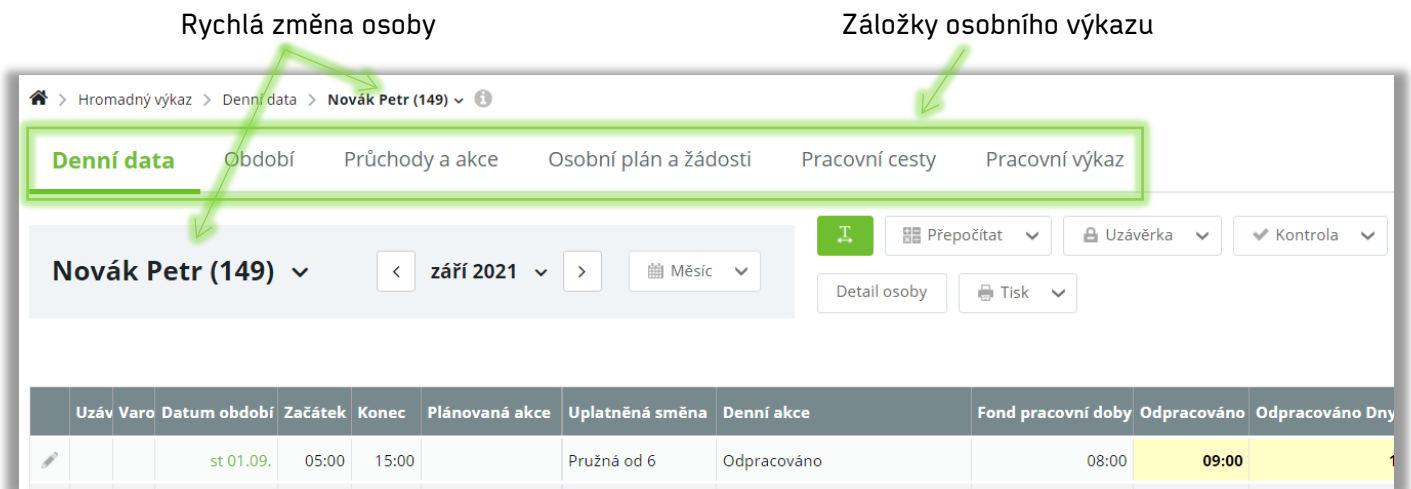 Rychlá změna osoby
Záložky osobního výkazu
> Hromadný výkaz > Denní data > Novák Petr (149)
Denní data Období Průchody a akce Osobní plán a žádosti Pracovní cesty Pracovní výkaz
Novák Petr (149) < září 2021 > Měsíc
T Přepočítat Uzávěrka Kontrola
Detail osoby Tisk
Uzáv Varo Datum období Začátek Konec Plánovaná akce Uplatněná směna Denní akce Fond pracovní doby Odpracováno Odpracováno Dny
st 01.09. 05:00 15:00 Pružná od 6 Odpracováno 08:00 09:00 1